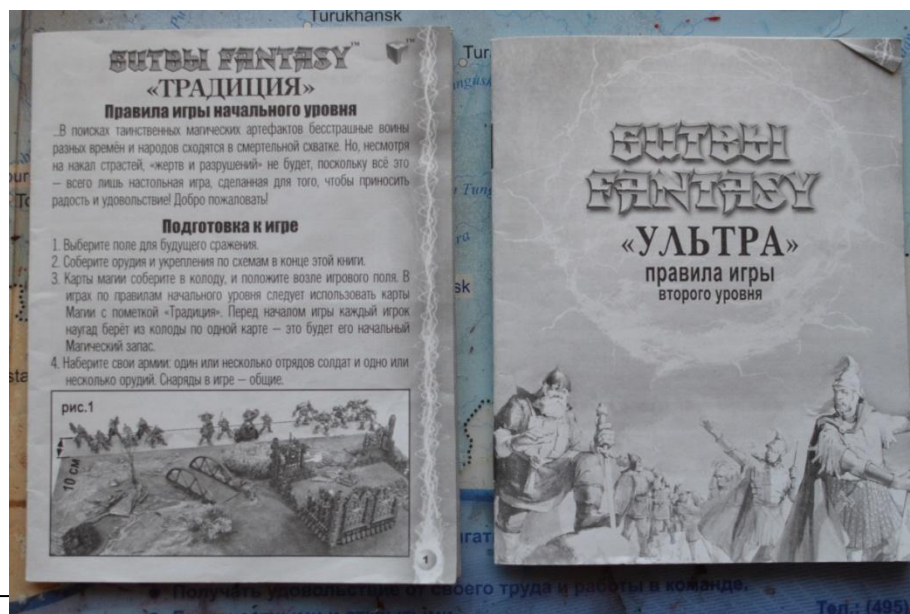 Turukhansk
БИТВЫ FANTASY™
«ТРАДИЦИЯ»
Правила игры начального уровня
...В поисках таинственных магических артефактов бесстрашные воины
разных времён и народов сходятся в смертельной схватке. Но, несмотря
на накал страстей, «жертв и разрушений» не будет, поскольку всё это
— всего лишь настольная игра, сделанная для того, чтобы приносить
радость и удовольствие! Добро пожаловать!
Подготовка к игре
1. Выберите поле для будущего сражения.
2. Соберите орудия и укрепления по схемам в конце этой книги.
3. Карты магии соберите в колоду, и положите возле игрового поля. В
играх по правилам начального уровня следует использовать карты
Магии с пометкой «Традиция». Перед началом игры каждый игрок
наугад берёт из колоды по одной карте — это будет его начальный
Магический запас.
4. Наберите свои армии: один или несколько отрядов солдат и одно или
несколько орудий. Снаряды в игре — общие.
рис.1
10 см
1
БИТВЫ
FANTASY
«УЛЬТРА»
правила игры
второго уровня
Получать удовольствие от своего труда и работы в команде.
Тел.: (495)